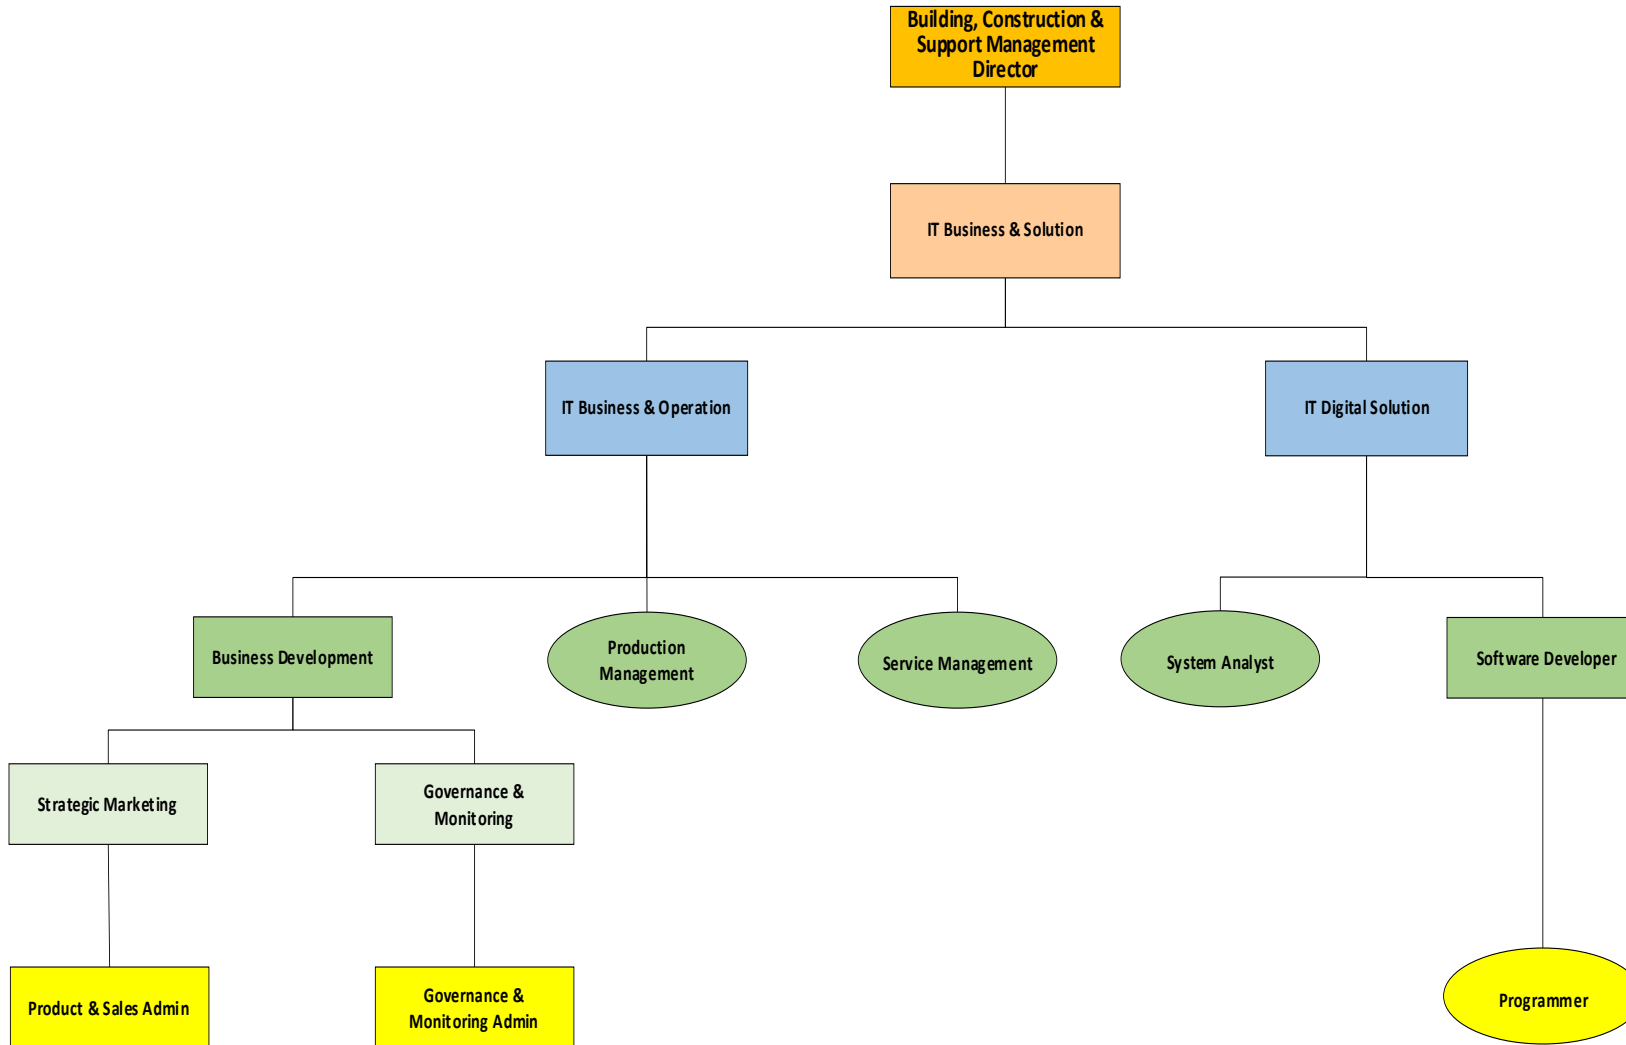 Building, Construction &
Support Management
Director
IT Business & Solution
IT Business & Operation
IT Digital Solution
Business Development
Production
Management
Service Management
System Analyst
Software Developer
Strategic Marketing
Governance &
Monitoring
Product & Sales Admin
Governance &
Monitoring Admin
Programmer